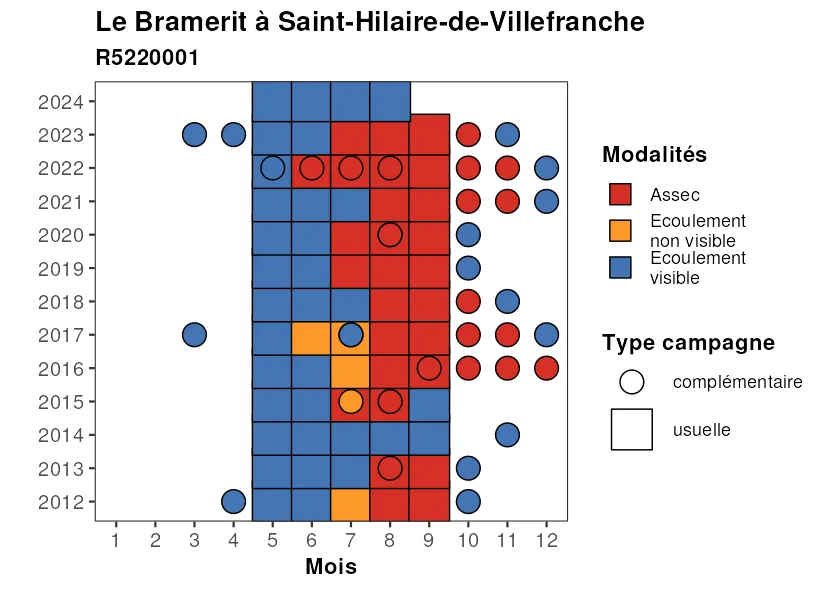 Le Bramerit à Saint-Hilaire-de-Villefranche
R5220001
2024
2023
2022
2021
2020
2019
2018
2017
2016
2015
2014
2013
2012
1 2 3 4 5 6 7 8 9 10 11 12
Mois
Modalités
Assec
Ecoulement
non visible
Ecoulement
visible
Type campagne
complémentaire
usuelle